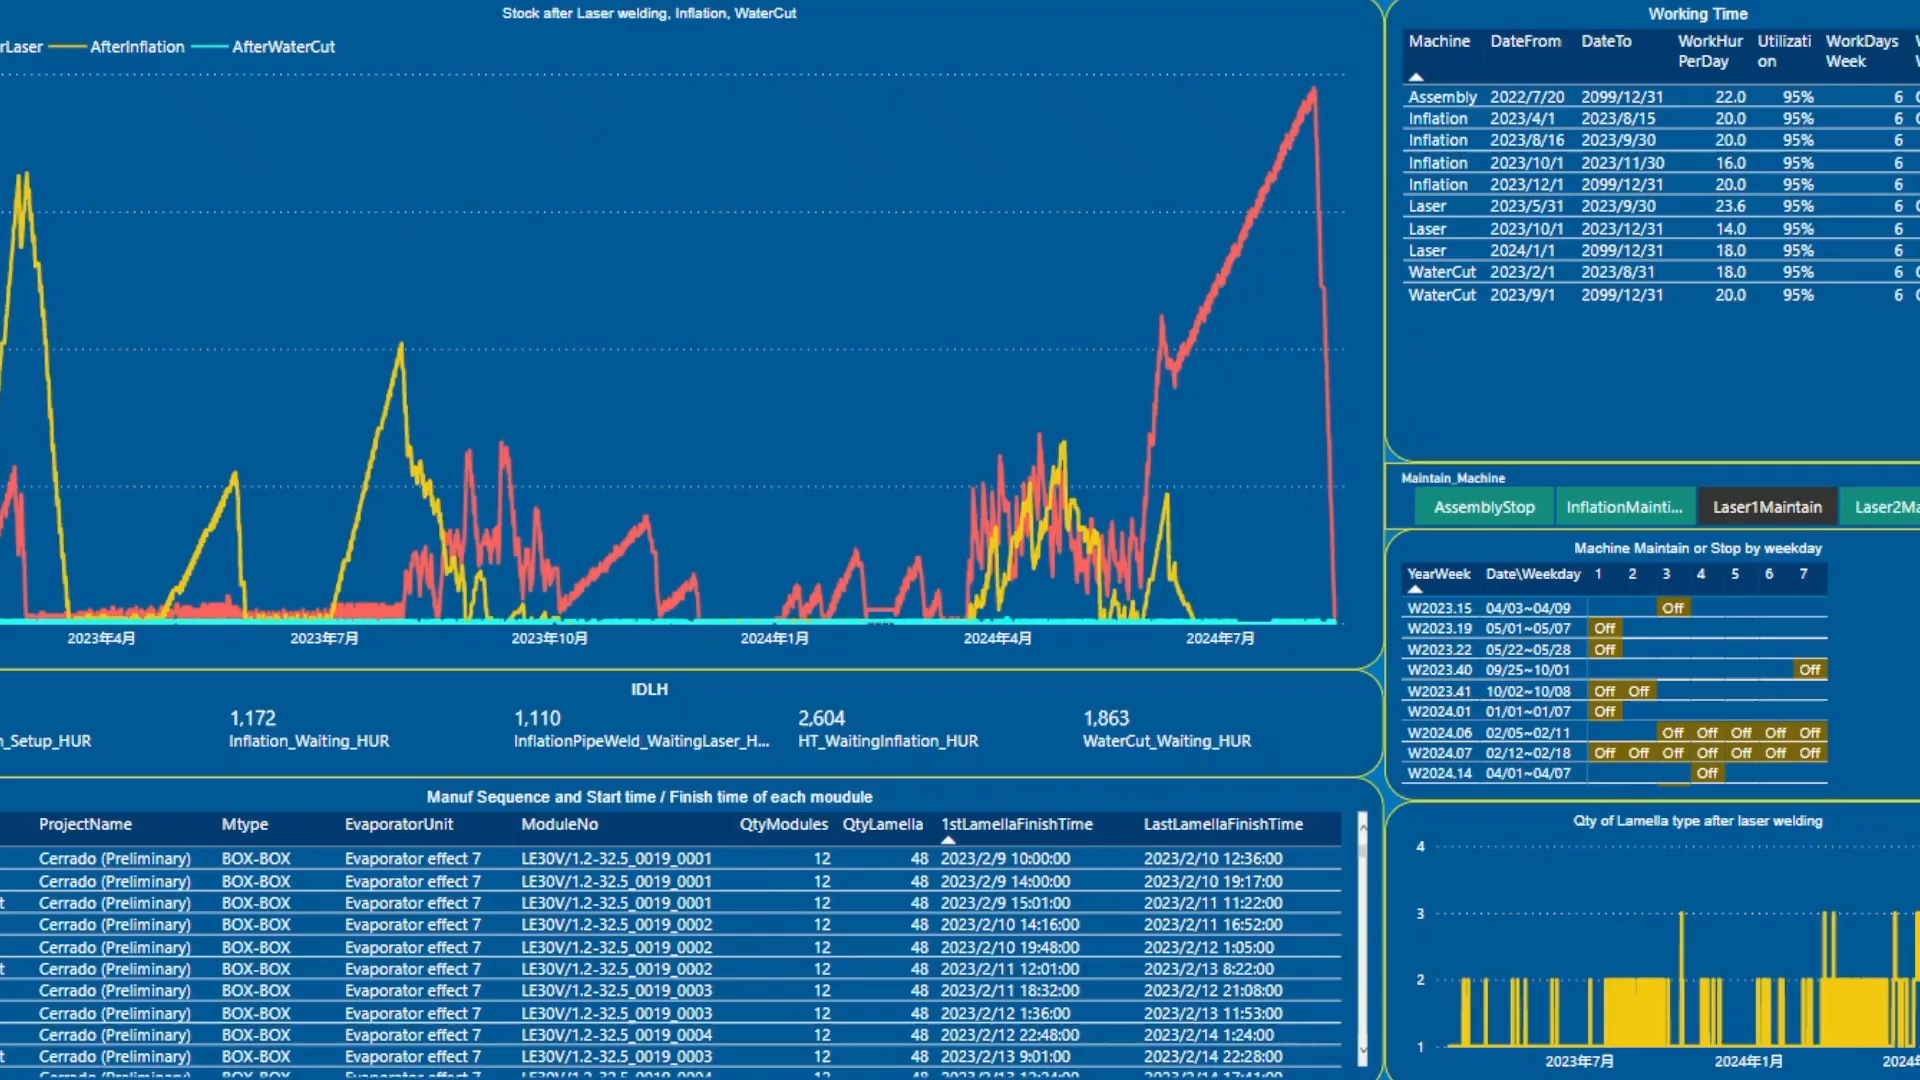 Stock after Laser welding, Inflation, WaterCut
rLaser AfterInflation AfterWaterCut
2023年4月 2023年7月 2023年10月 2024年1月 2024年4月 2024年7月
IDLH
1,172 1,110 2,604 1,863
n_Setup_HUR Inflation_Waiting_HUR InflationPipeWeld_WaitingLaser_H... HT_WaitingInflation_HUR WaterCut_Waiting_HUR
Manuf Sequence and Start time / Finish time of each moudule
ProjectName Mtype EvaporatorUnit ModuleNo QtyModules QtyLamella 1stLamellaFinishTime LastLamellaFinishTime
Cerrado (Preliminary) BOX-BOX Evaporator effect 7 LE30V/1.2-32.5_0019_0001 12 48 2023/2/9 10:00:00 2023/2/10 12:36:00
Cerrado (Preliminary) BOX-BOX Evaporator effect 7 LE30V/1.2-32.5_0019_0001 12 48 2023/2/9 14:00:00 2023/2/10 19:17:00
t Cerrado (Preliminary) BOX-BOX Evaporator effect 7 LE30V/1.2-32.5_0019_0001 12 48 2023/2/9 15:01:00 2023/2/11 11:22:00
Cerrado (Preliminary) BOX-BOX Evaporator effect 7 LE30V/1.2-32.5_0019_0002 12 48 2023/2/10 14:16:00 2023/2/11 16:52:00
Cerrado (Preliminary) BOX-BOX Evaporator effect 7 LE30V/1.2-32.5_0019_0002 12 48 2023/2/10 19:48:00 2023/2/12 1:05:00
t Cerrado (Preliminary) BOX-BOX Evaporator effect 7 LE30V/1.2-32.5_0019_0002 12 48 2023/2/11 12:01:00 2023/2/13 8:22:00
Cerrado (Preliminary) BOX-BOX Evaporator effect 7 LE30V/1.2-32.5_0019_0003 12 48 2023/2/11 18:32:00 2023/2/12 21:08:00
Cerrado (Preliminary) BOX-BOX Evaporator effect 7 LE30V/1.2-32.5_0019_0003 12 48 2023/2/12 1:36:00 2023/2/13 11:53:00
Cerrado (Preliminary) BOX-BOX Evaporator effect 7 LE30V/1.2-32.5_0019_0004 12 48 2023/2/12 22:48:00 2023/2/14 1:24:00
t Cerrado (Preliminary) BOX-BOX Evaporator effect 7 LE30V/1.2-32.5_0019_0003 12 48 2023/2/13 9:01:00 2023/2/14 22:28:00
Working Time
Machine DateFrom DateTo WorkHur Utilizati WorkDays
PerDay on Week
Assembly 2022/7/20 2099/12/31 22.0 95% 6
Inflation 2023/4/1 2023/8/15 20.0 95% 6
Inflation 2023/8/16 2023/9/30 20.0 95% 6
Inflation 2023/10/1 2023/11/30 16.0 95% 6
Inflation 2023/12/1 2099/12/31 20.0 95% 6
Laser 2023/5/31 2023/9/30 23.6 95% 6
Laser 2023/10/1 2023/12/31 14.0 95% 6
Laser 2024/1/1 2099/12/31 18.0 95% 6
WaterCut 2023/2/1 2023/8/31 18.0 95% 6
WaterCut 2023/9/1 2099/12/31 20.0 95% 6
Maintain_Machine
AssemblyStop InflationMainti... Laser1Maintain Laser2Ma
Machine Maintain or Stop by weekday
YearWeek Date\Weekday 1 2 3 4 5 6 7
W2023.15 04/03~04/09 Off
W2023.19 05/01~05/07 Off
W2023.22 05/22~05/28 Off
W2023.40 09/25~10/01 Off
W2023.41 10/02~10/08 Off Off
W2024.01 01/01~01/07 Off
W2024.06 02/05~02/11 Off Off Off Off Off
W2024.07 02/12~02/18 Off Off Off Off Off Off Off
W2024.14 04/01~04/07 Off
Qty of Lamella type after laser welding
4
3
2
1
2023年7月 2024年1月 2024年